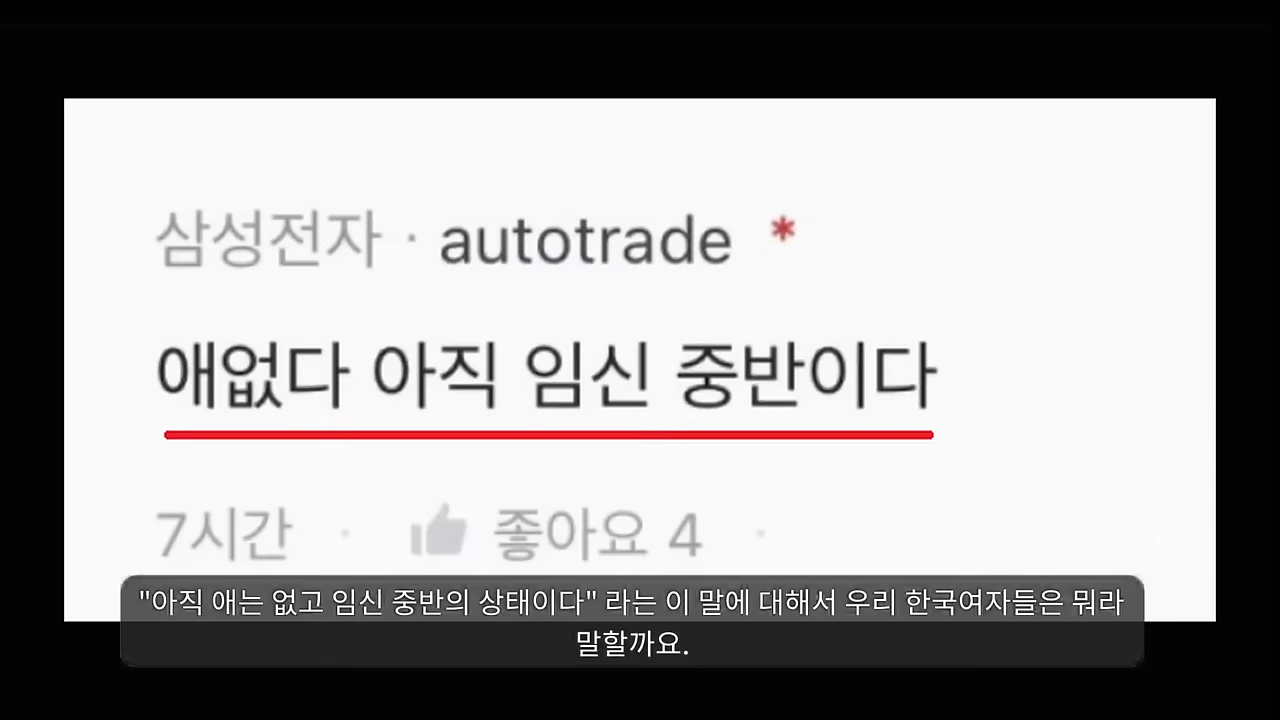 삼성전자 · autotrade *
애없다 아직 임신 중반이다
7시간 · 좋아요 4 ·
"아직 애는 없고 임신 중반의 상태이다" 라는 이 말에 대해서 우리 한국여자들은 뭐라
말할까요.